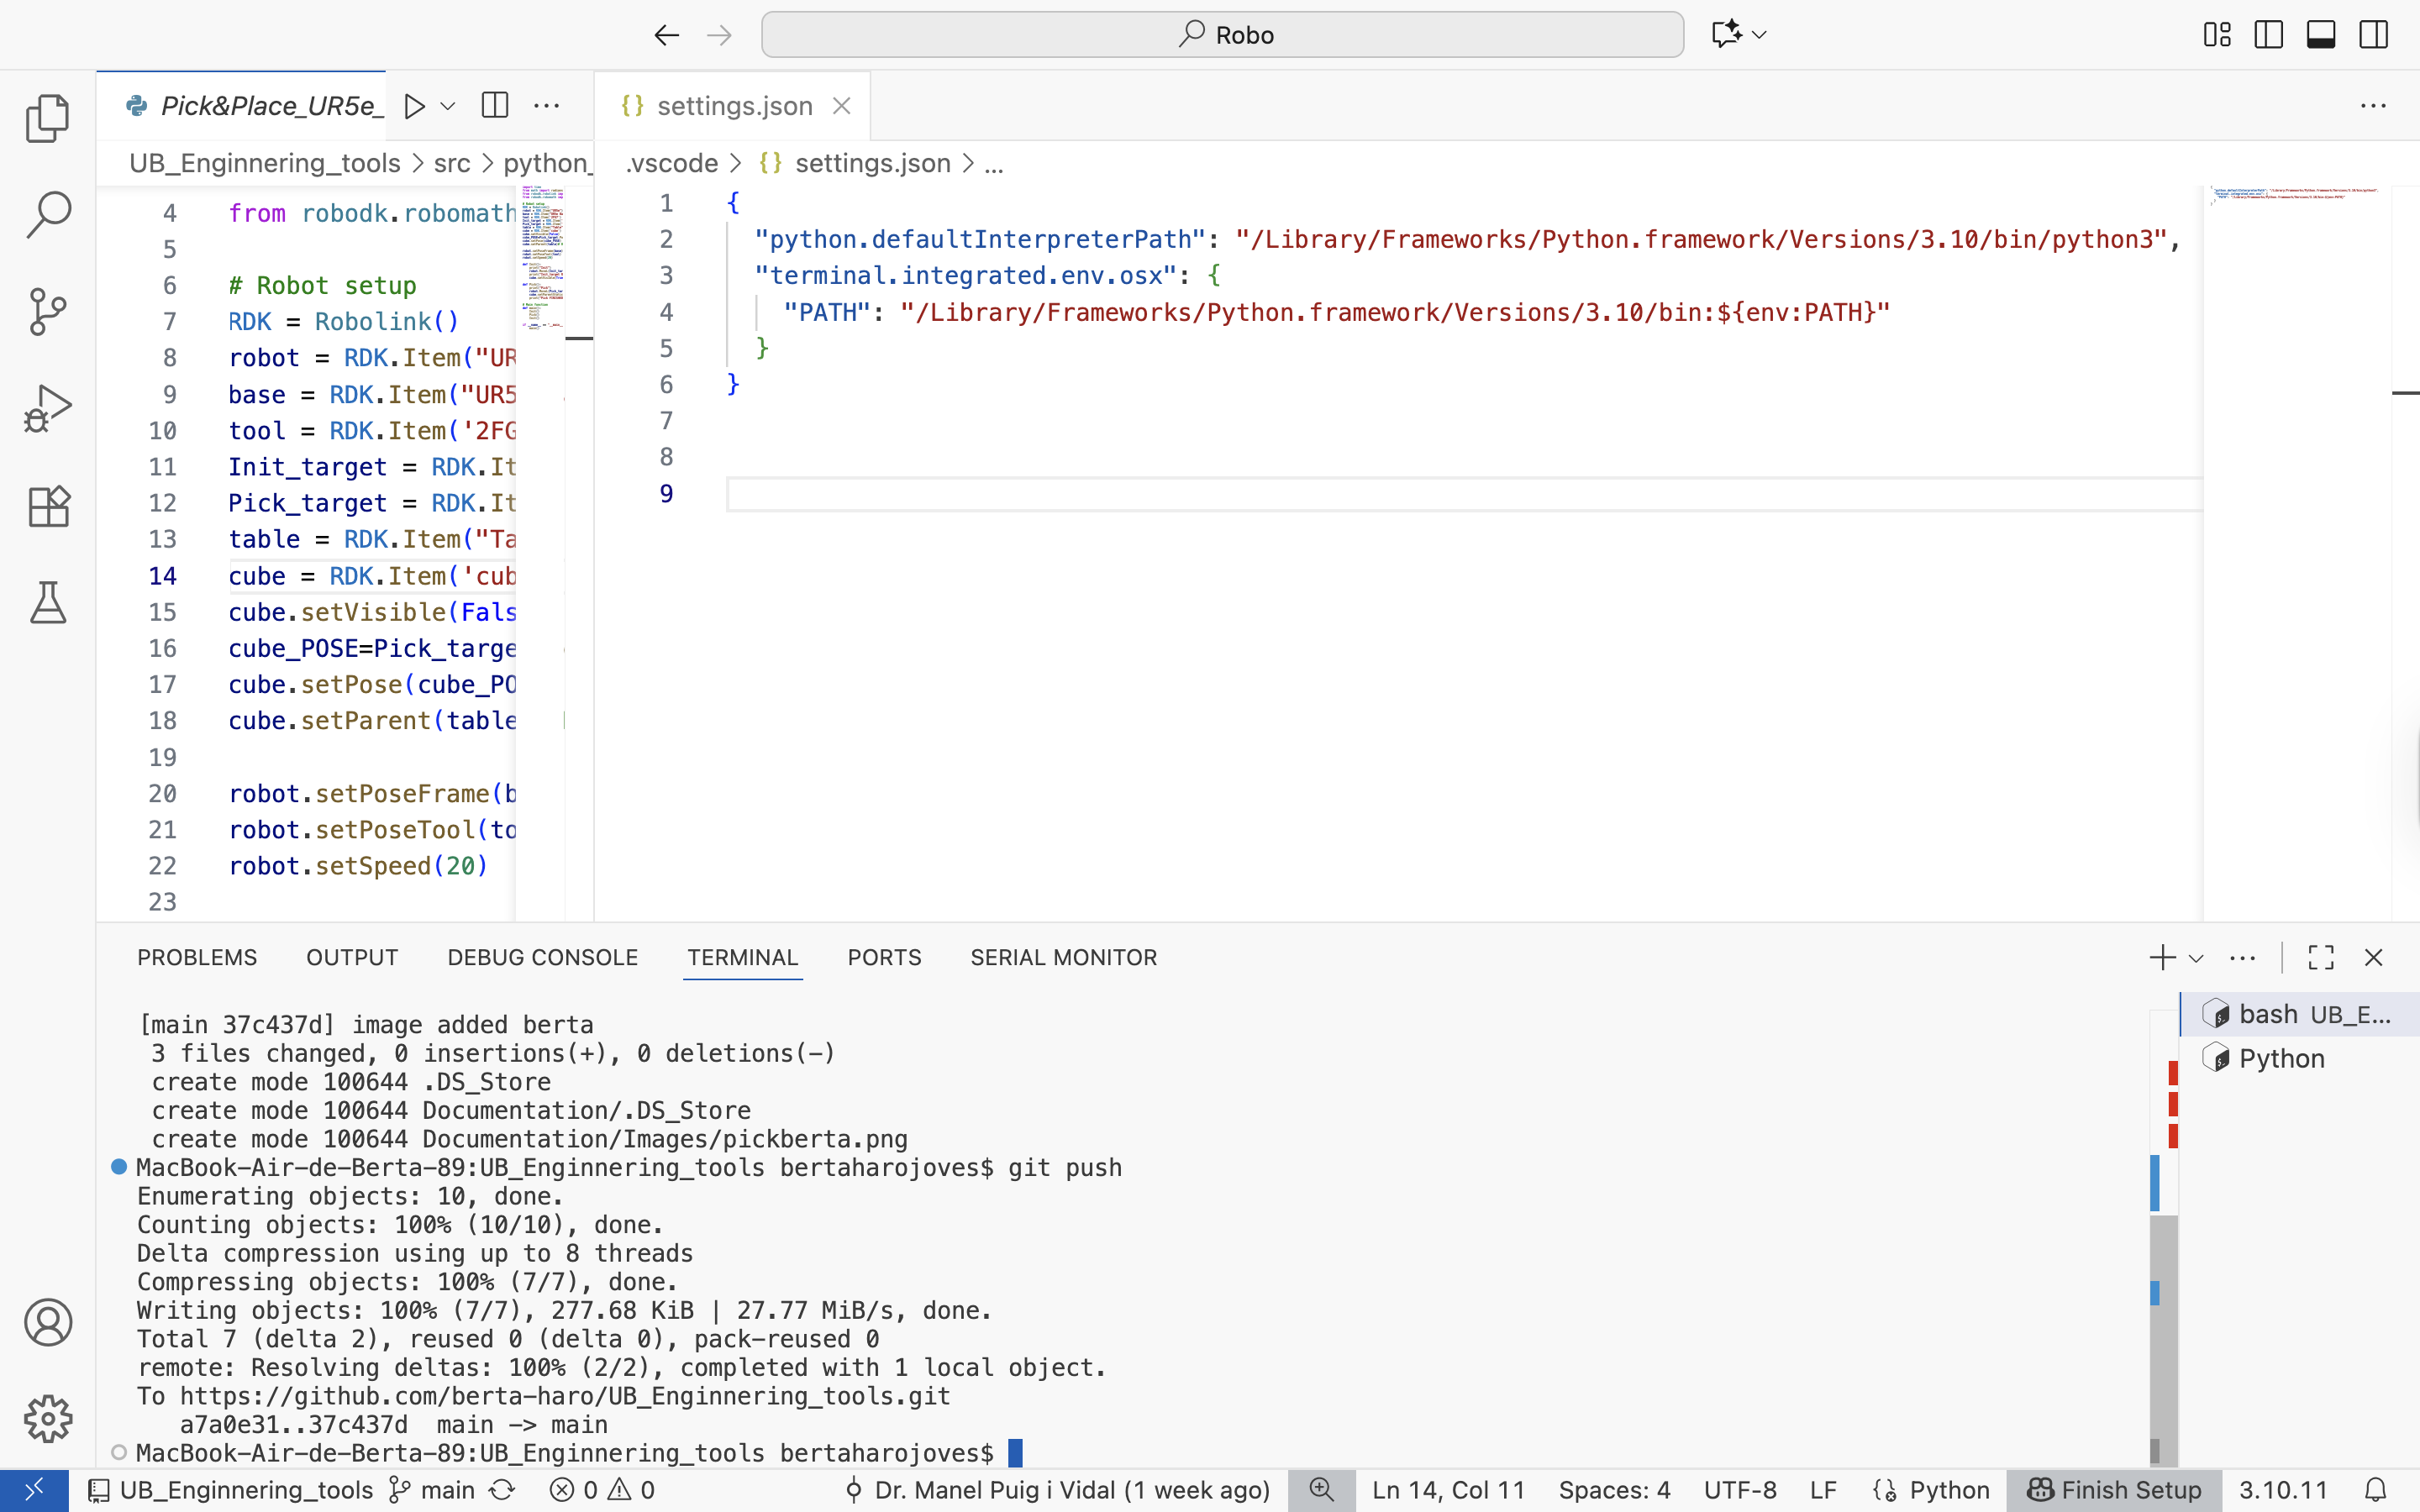 Robo
Pick&Place_UR5e_
UB_Enginnering_tools > src > python_
4 from robodk.robomath
5
6 # Robot setup
7 RDK = Robolink()
8 robot = RDK.Item("UR
9 base = RDK.Item("UR5
10 tool = RDK.Item('2FG
11 Init_target = RDK.It
12 Pick_target = RDK.It
13 table = RDK.Item("Ta
14 cube = RDK.Item('cub
15 cube.setVisible(Fals
16 cube_POSE=Pick_targe
17 cube.setPose(cube_PO
18 cube.setParent(table
19
20 robot.setPoseFrame(b
21 robot.setPoseTool(to
22 robot.setSpeed(20)
23
{} settings.json
.vscode > {} settings.json > ...
1 {
2 "python.defaultInterpreterPath": "/Library/Frameworks/Python.framework/Versions/3.10/bin/python3",
3 "terminal.integrated.env.osx": {
4 "PATH": "/Library/Frameworks/Python.framework/Versions/3.10/bin:${env:PATH}"
5 }
6 }
7
8
9
PROBLEMS OUTPUT DEBUG CONSOLE TERMINAL PORTS SERIAL MONITOR
[main 37c437d] image added berta
3 files changed, 0 insertions(+), 0 deletions(-)
create mode 100644 .DS_Store
create mode 100644 Documentation/.DS_Store
create mode 100644 Documentation/Images/pickberta.png
MacBook-Air-de-Berta-89:UB_Enginnering_tools bertaharojoves$ git push
Enumerating objects: 10, done.
Counting objects: 100% (10/10), done.
Delta compression using up to 8 threads
Compressing objects: 100% (7/7), done.
Writing objects: 100% (7/7), 277.68 KiB | 27.77 MiB/s, done.
Total 7 (delta 2), reused 0 (delta 0), pack-reused 0
remote: Resolving deltas: 100% (2/2), completed with 1 local object.
To https://github.com/berta-haro/UB_Enginnering_tools.git
a7a0e31..37c437d main -> main
MacBook-Air-de-Berta-89:UB_Enginnering_tools bertaharojoves$
bash UB_E...
Python
UB_Enginnering_tools main 0 0 Dr. Manel Puig i Vidal (1 week ago) Ln 14, Col 11 Spaces: 4 UTF-8 LF Python Finish Setup 3.10.11